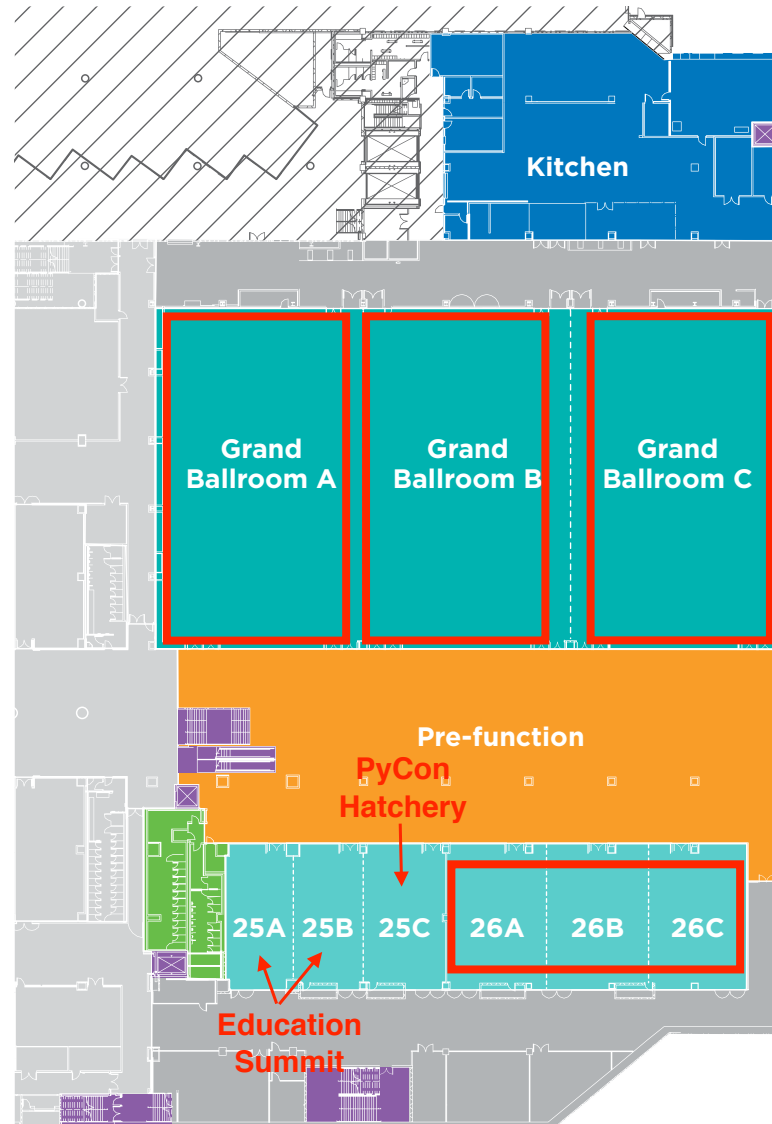 Kitchen
Grand
Ballroom A
Grand
Ballroom B
Grand
Ballroom C
Pre-function
PyCon
Hatchery
25A
25B
25C
26A
26B
26C
Education
Summit